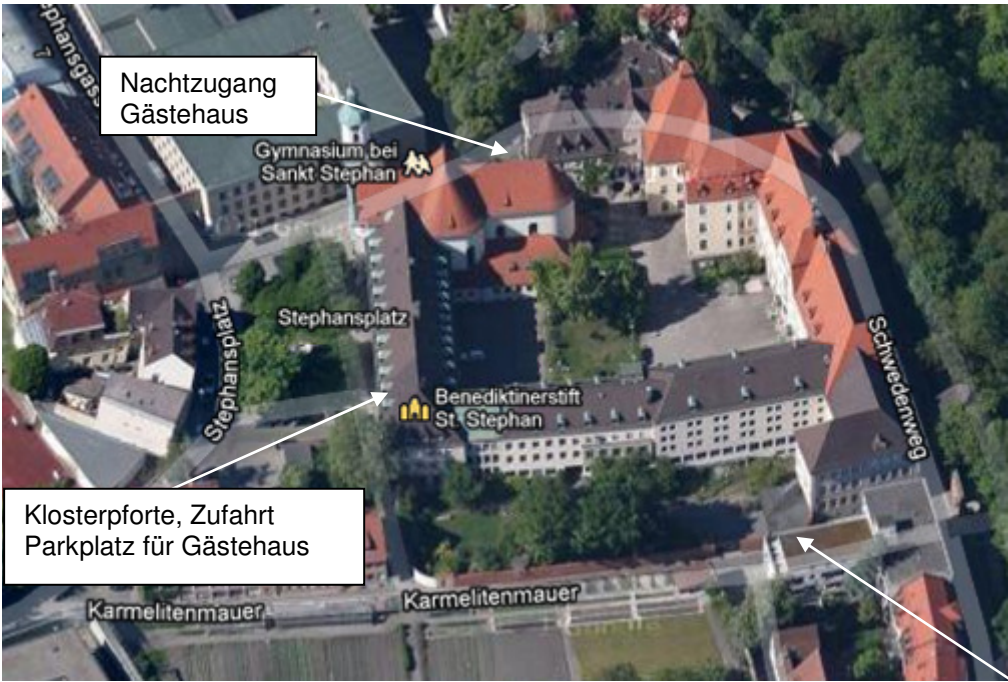 Stephansgass
Nachtzugang
Gästehaus
Gymnasium bei
Sankt Stephan
Stephansplatz
Stephansplatz
Benediktinerstift
St. Stephan
Schwedenweg
Klosterpforte, Zufahrt
Parkplatz für Gästehaus
Karmelitenmauer
Karmelitenmauer